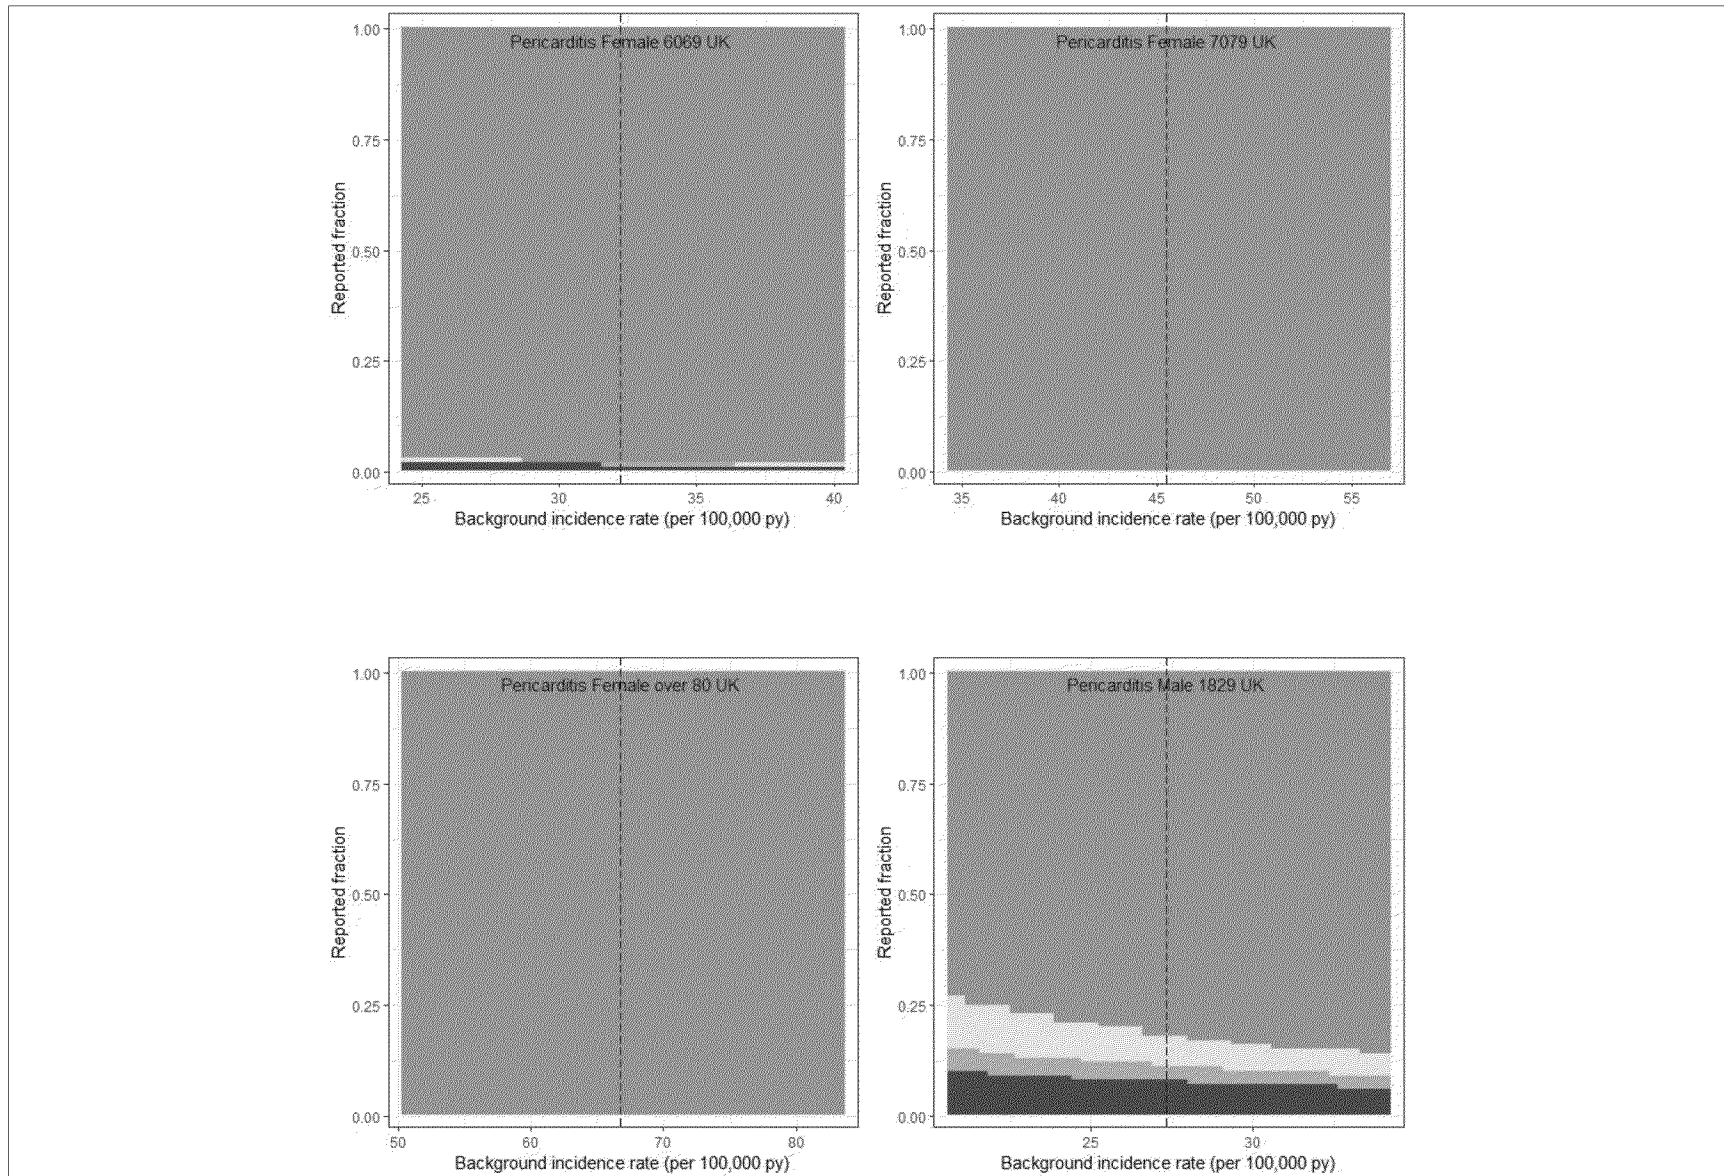 Pericarditis Female 6069 UK
1.00
0.75
0.50
0.25
0.00
Reported fraction
25
30
35
40
Background incidence rate (per 100,000 py)
Pericarditis Female 7079 UK
1.00
0.75
0.50
0.25
0.00
Reported fraction
35
40
45
50
55
Background incidence rate (per 100,000 py)
Pericarditis Female over 80 UK
1.00
0.75
0.50
0.25
0.00
Reported fraction
50
60
70
80
Background incidence rate (per 100,000 py)
Pericarditis Male 1829 UK
1.00
0.75
0.50
0.25
0.00
Reported fraction
25
30
Background incidence rate (per 100,000 py)